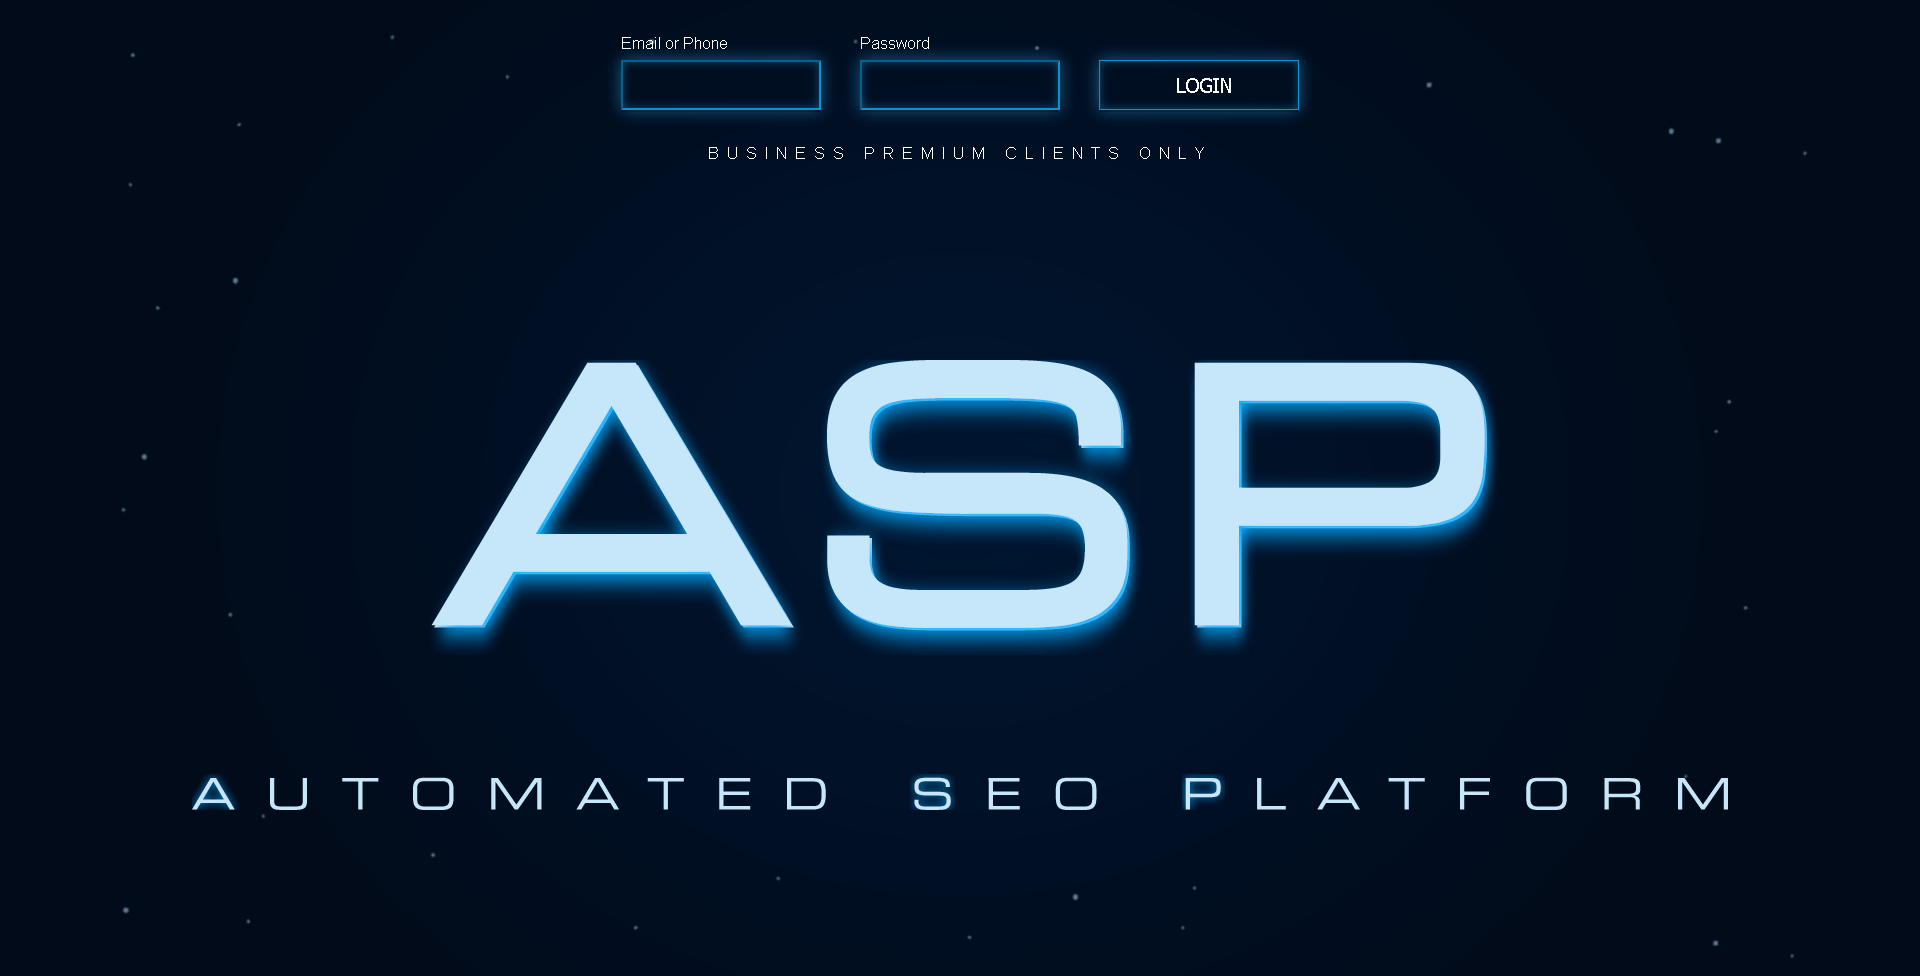 Email or Phone
Password
LOGIN
BUSINESS PREMIUM CLIENTS ONLY
ASP
AUTOMATED SEO PLATFORM